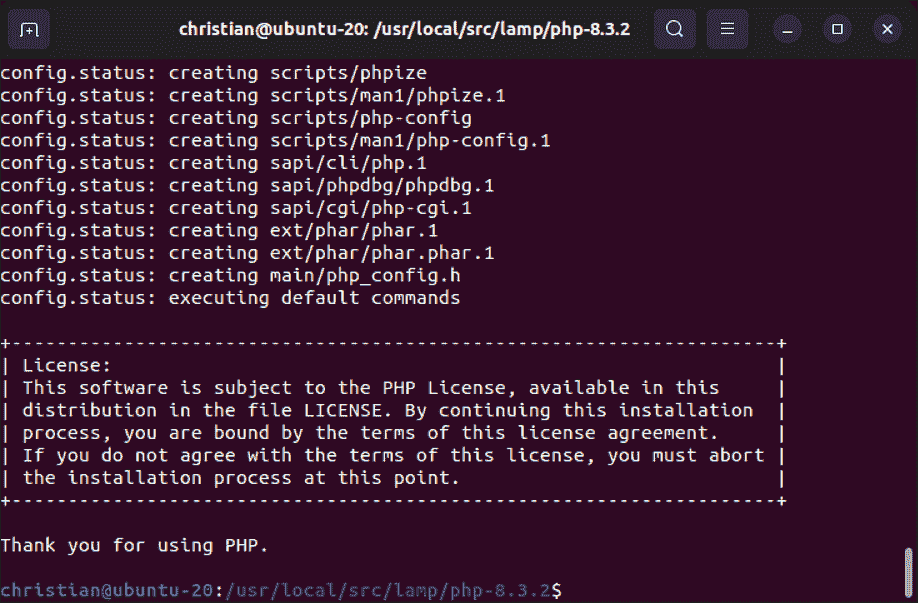 christian@ubuntu-20: /usr/local/src/lamp/php-8.3.2
config.status: creating scripts/phpize
config.status: creating scripts/man1/phpize.1
config.status: creating scripts/php-config
config.status: creating scripts/man1/php-config.1
config.status: creating sapi/cli/php.1
config.status: creating sapi/phpdbg/phpdbg.1
config.status: creating sapi/cgi/php-cgi.1
config.status: creating ext/phar/phar.1
config.status: creating ext/phar/phar.phar.1
config.status: creating main/php_config.h
config.status: executing default commands
+--------------------------------------------------------------------+
| License:                                                           |
| This software is subject to the PHP License, available in this     |
| distribution in the file LICENSE. By continuing this installation  |
| process, you are bound by the terms of this license agreement.     |
| If you do not agree with the terms of this license, you must abort |
| the installation process at this point.                            |
+--------------------------------------------------------------------+
Thank you for using PHP.
christian@ubuntu-20:/usr/local/src/lamp/php-8.3.2$